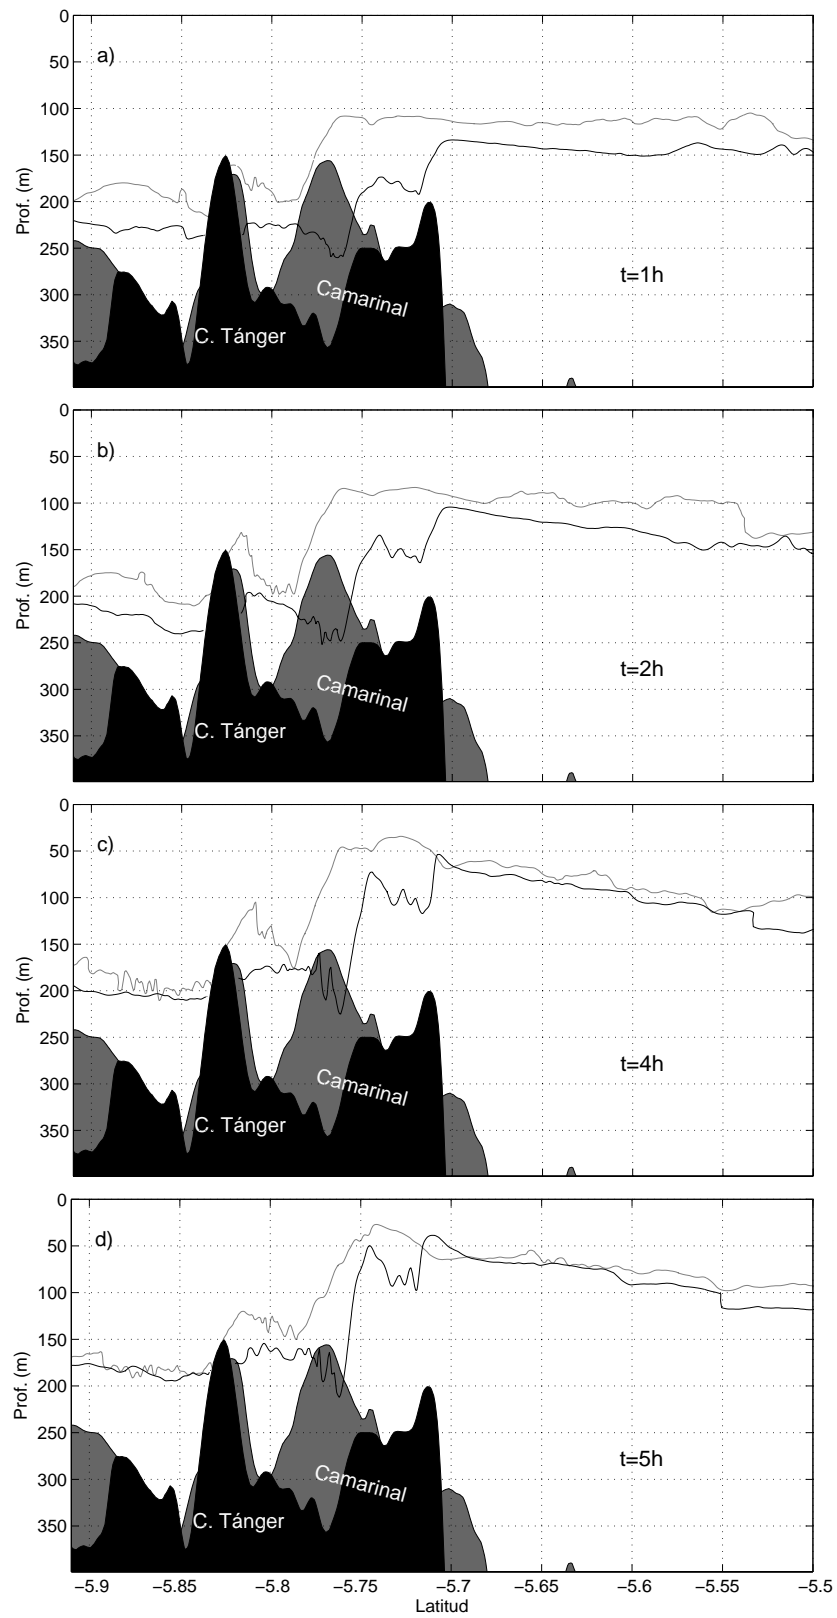 0
50
100
150
200
250
300
350
Prof. (m)
a)
t=1h
C. Tánger
Camarinal
0
50
100
150
200
250
300
350
Prof. (m)
b)
t=2h
C. Tánger
Camarinal
0
50
100
150
200
250
300
350
Prof. (m)
c)
t=4h
C. Tánger
Camarinal
0
50
100
150
200
250
300
350
Prof. (m)
d)
t=5h
C. Tánger
Camarinal
−5.9 −5.85 −5.8 −5.75 −5.7 −5.65 −5.6 −5.55 −5.5
Latitud